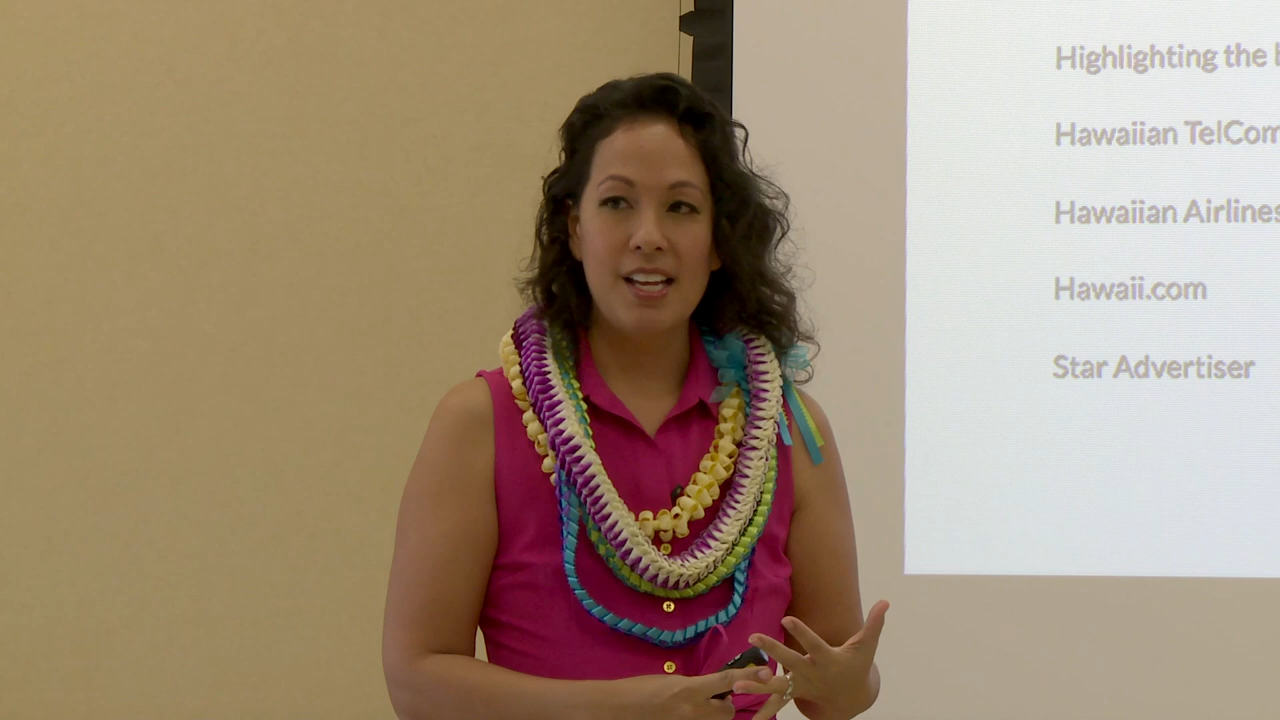 Highlighting the
Hawaiian TelCom
Hawaiian Airlines
Hawaii.com
Star Advertiser